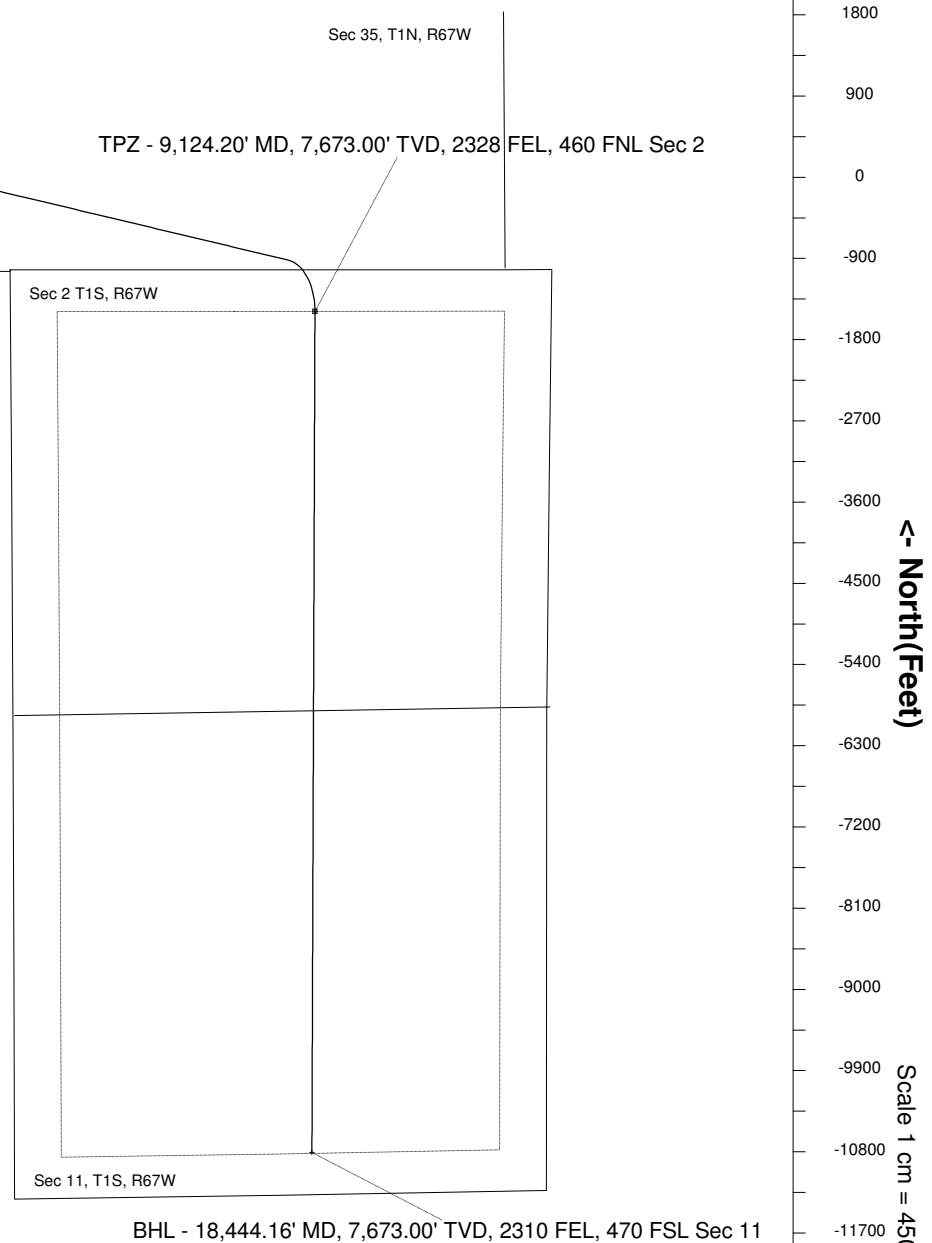 1800
Sec 35, T1N, R67W
900
TPZ - 9,124.20' MD, 7,673.00' TVD, 2328 FEL, 460 FNL Sec 2
0
-900
Sec 2 T1S, R67W
-1800
-2700
-3600
<- North(Feet)
-4500
-5400
-6300
-7200
-8100
-9000
-9900
Scale 1 cm =
-10800
Sec 11, T1S, R67W
BHL - 18,444.16' MD, 7,673.00' TVD, 2310 FEL, 470 FSL Sec 11
-11700